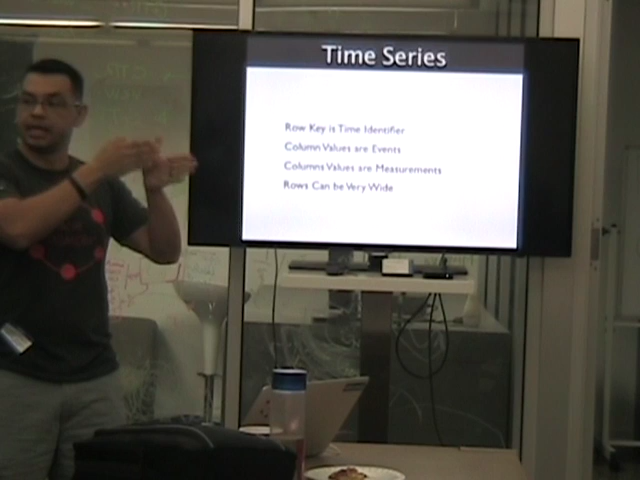 Time Series
Row Key is Time Identifier
Column Values are Events
Columns Values are Measurements
Rows Can be Very Wide